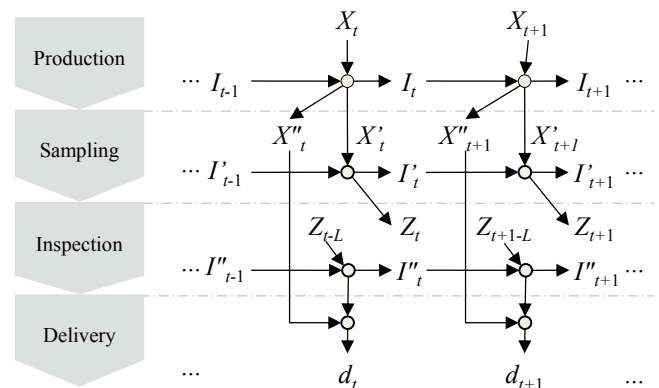 X_t X_{t+1}
Production
... I_{t-1} I_t I_{t+1} ...
X''_t X'_t X''_{t+1} X'_{t+1}
Sampling
... I'_{t-1} I'_t I'_{t+1} ...
Z_{t-L} Z_t Z_{t+1-L} Z_{t+1}
Inspection
... I''_{t-1} I''_t I''_{t+1} ...
Delivery
... d_t d_{t+1} ...